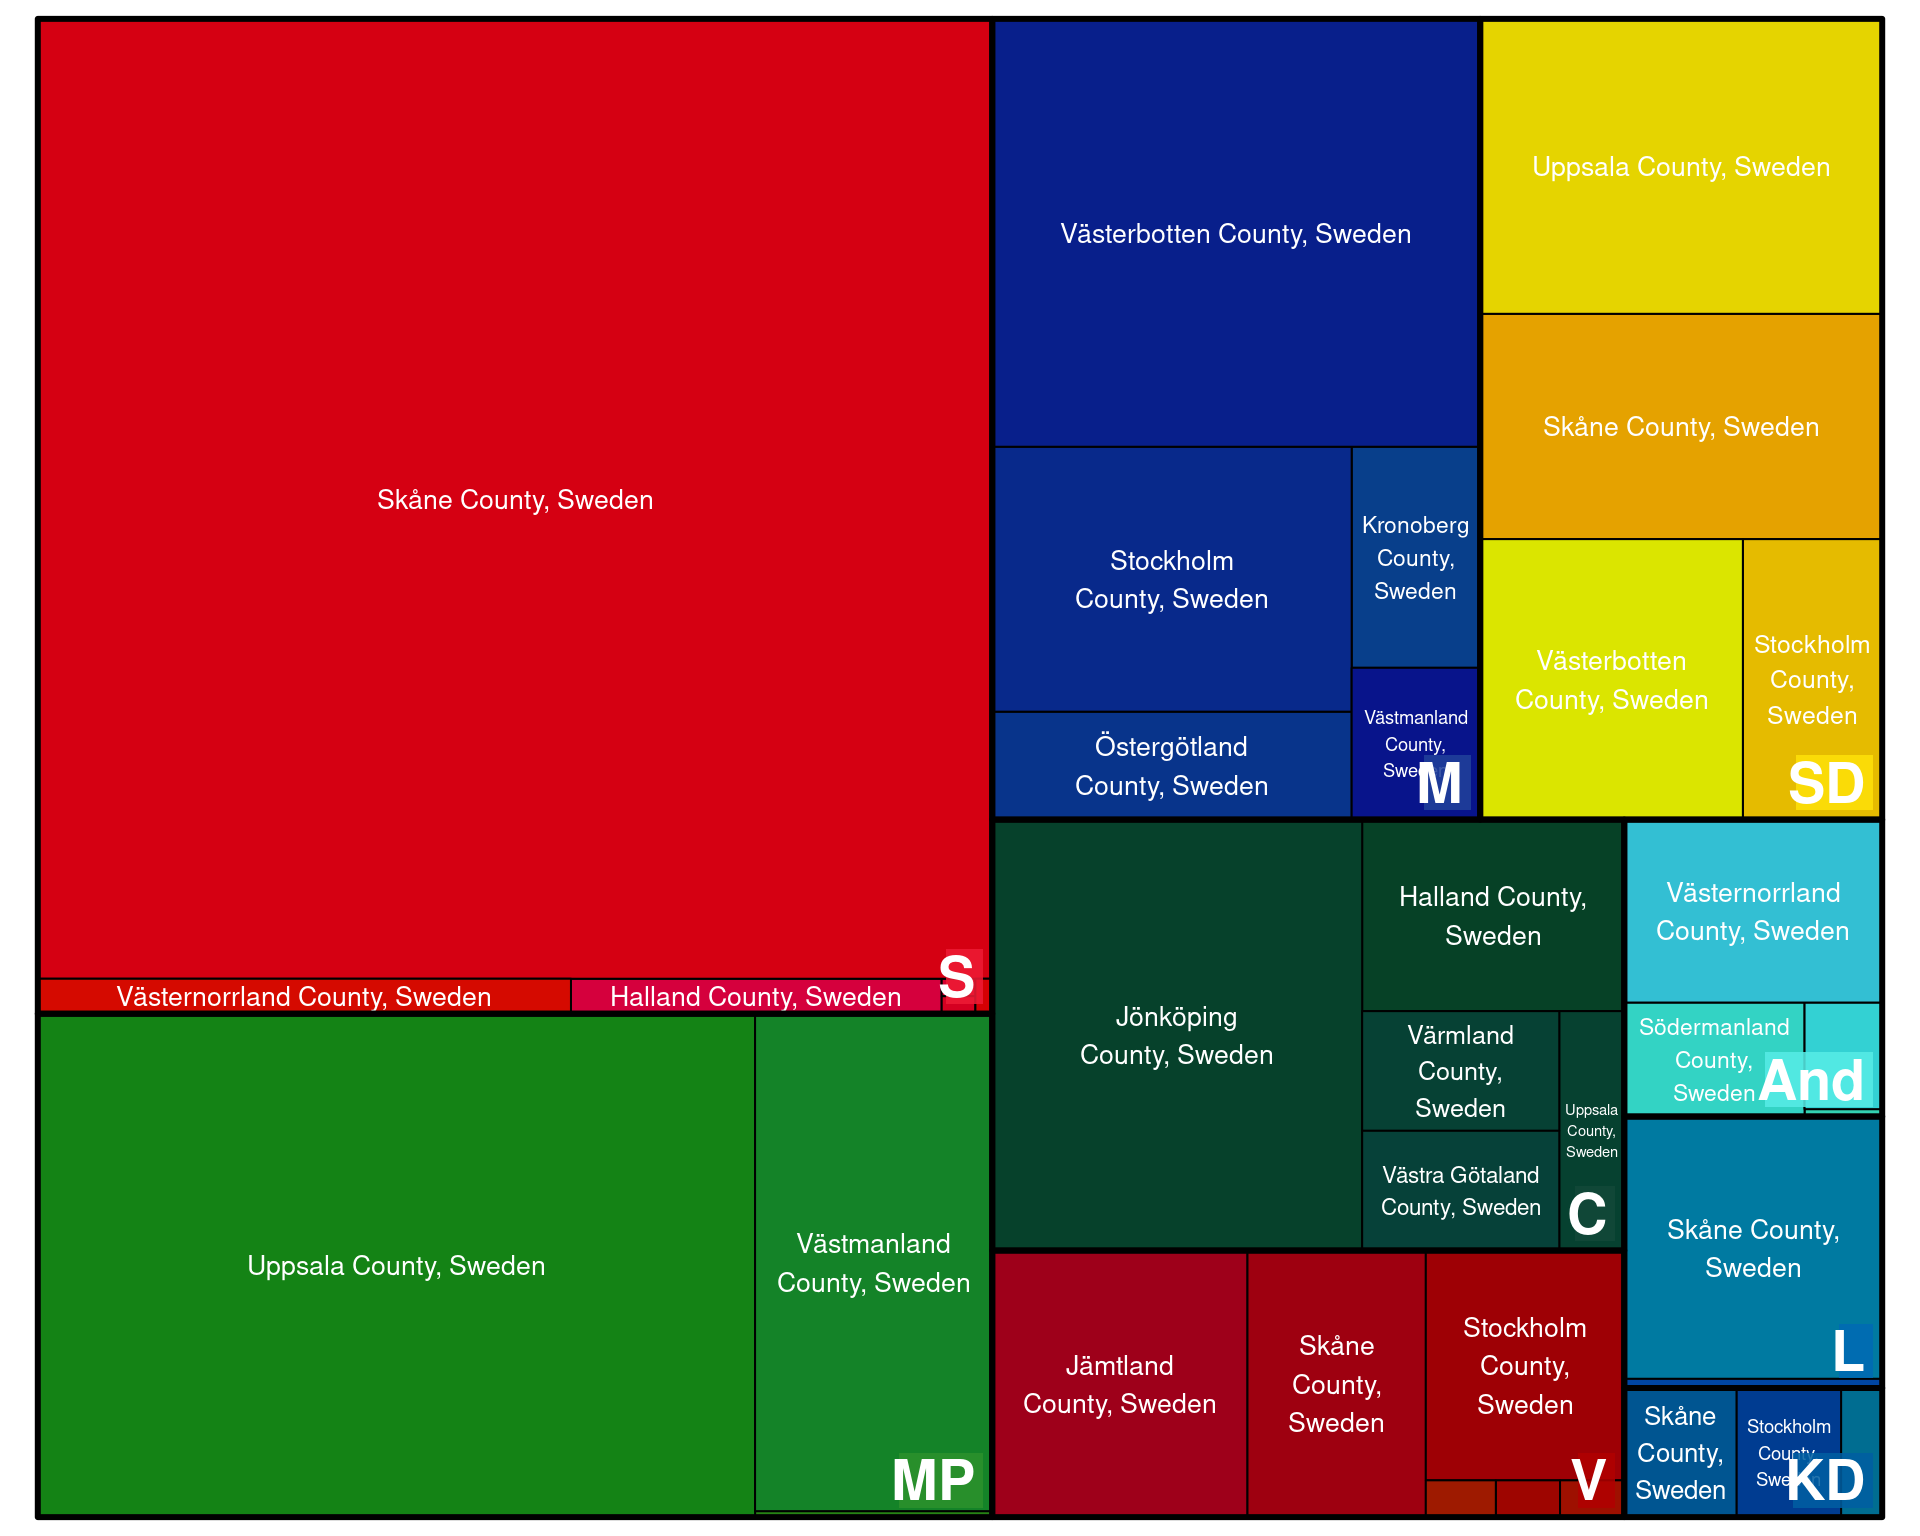 Skåne County, Sweden
Västernorrland County, Sweden
Halland County, Sweden
S
Uppsala County, Sweden
Västmanland
County, Sweden
MP
Västerbotten County, Sweden
Stockholm
County, Sweden
Kronoberg
County,
Sweden
Östergötland
County, Sweden
Västmanland
County,
Sweden
M
Uppsala County, Sweden
Skåne County, Sweden
Västerbotten
County, Sweden
Stockholm
County,
Sweden
SD
Jönköping
County, Sweden
Halland County,
Sweden
Värmland
County,
Sweden
Västra Götaland
County, Sweden
Uppsala
County,
Sweden
C
Västernorrland
County, Sweden
Södermanland
County,
Sweden
And
Skåne County,
Sweden
L
Jämtland
County, Sweden
Skåne
County,
Sweden
Stockholm
County,
Sweden
V
Skåne
County,
Sweden
Stockholm
County,
Sweden
KD